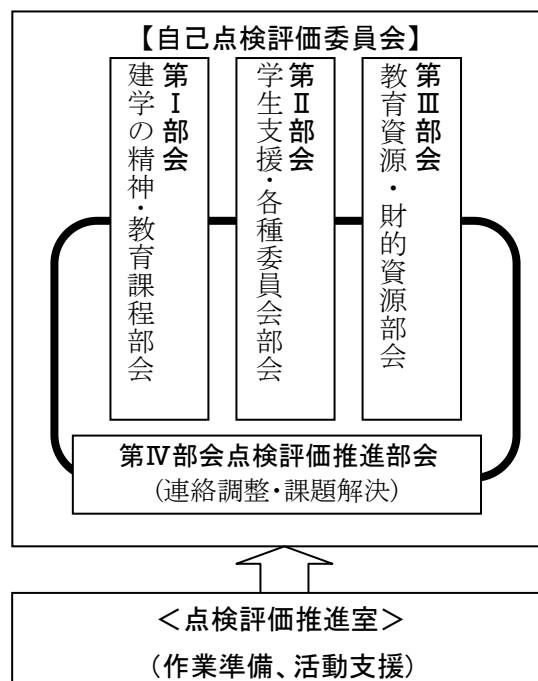 【自己点検評価委員会】
第Ⅰ部会
建学の精神・教育課程部会
第Ⅱ部会
学生支援・各種委員会部会
第Ⅲ部会
教育資源・財的資源部会
第Ⅳ部会点検評価推進部会
(連絡調整・課題解決)
＜点検評価推進室＞
(作業準備、活動支援)